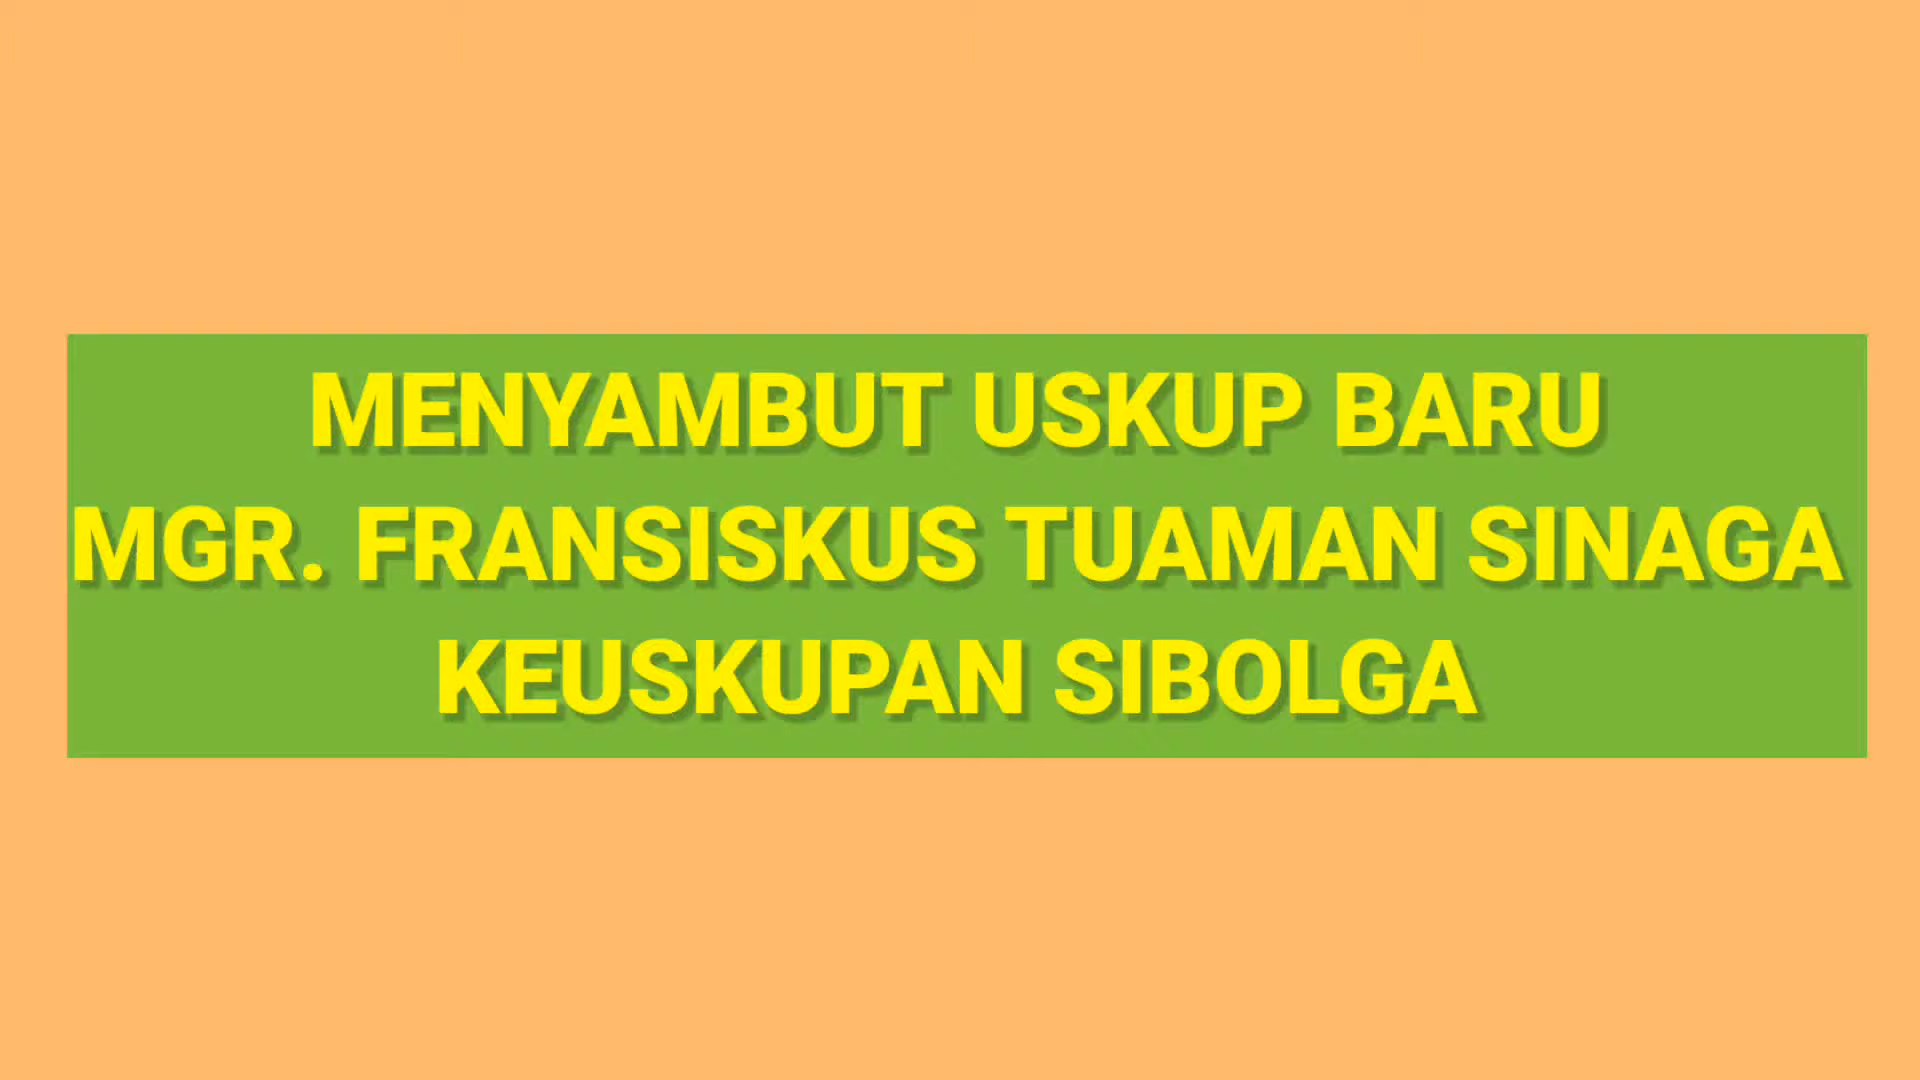 MENYAMBUT USKUP BARU
MGR. FRANSISKUS TUAMAN SINAGA
KEUSKUPAN SIBOLGA